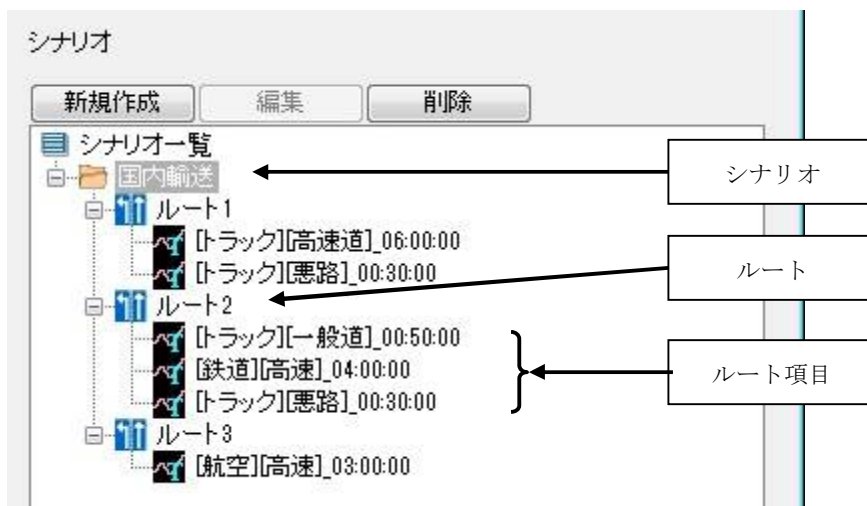 シナリオ
新規作成
編集
削除
シナリオ一覧
国内輸送
シナリオ
ルート1
[トラック][高速道]_06:00:00
[トラック][悪路]_00:30:00
ルート
ルート2
[トラック][一般道]_00:50:00
[鉄道][高速]_04:00:00
ルート項目
[トラック][悪路]_00:30:00
ルート3
[航空][高速]_03:00:00